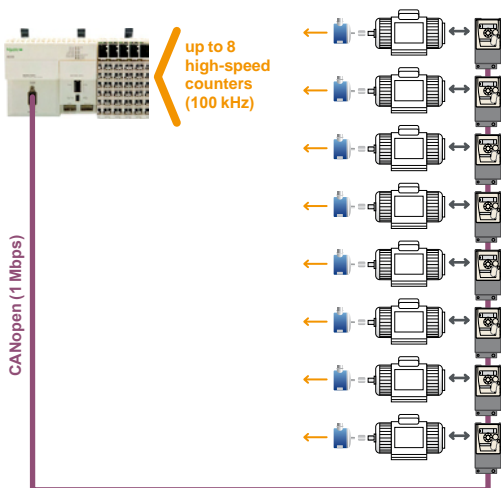 up to 8
high-speed
counters
(100 kHz)
CANopen (1 Mbps)